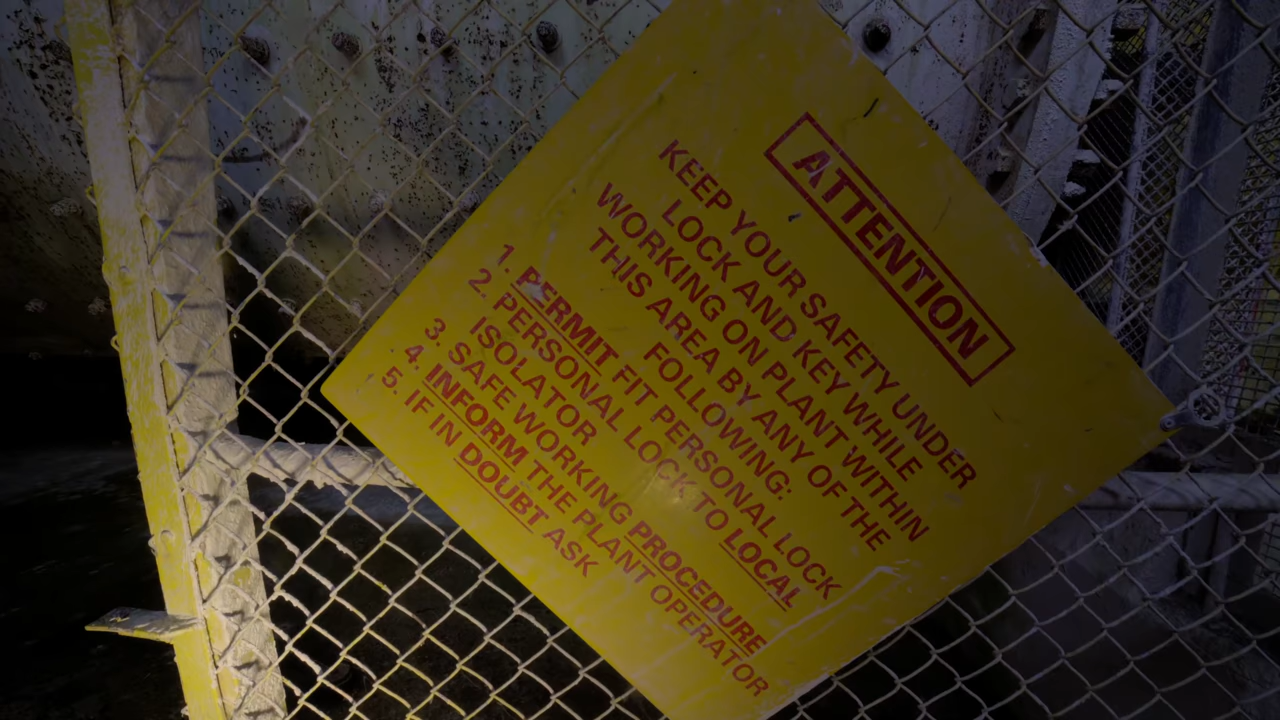 ATTENTION
KEEP YOUR SAFETY UNDER
LOCK AND KEY WHILE
WORKING ON PLANT WITHIN
THIS AREA BY ANY OF THE
FOLLOWING:
1. PERMIT FIT PERSONAL LOCK
2. PERSONAL LOCK TO LOCAL
ISOLATOR
3. SAFE WORKING PROCEDURE
4. INFORM THE PLANT OPERATOR
5. IF IN DOUBT ASK